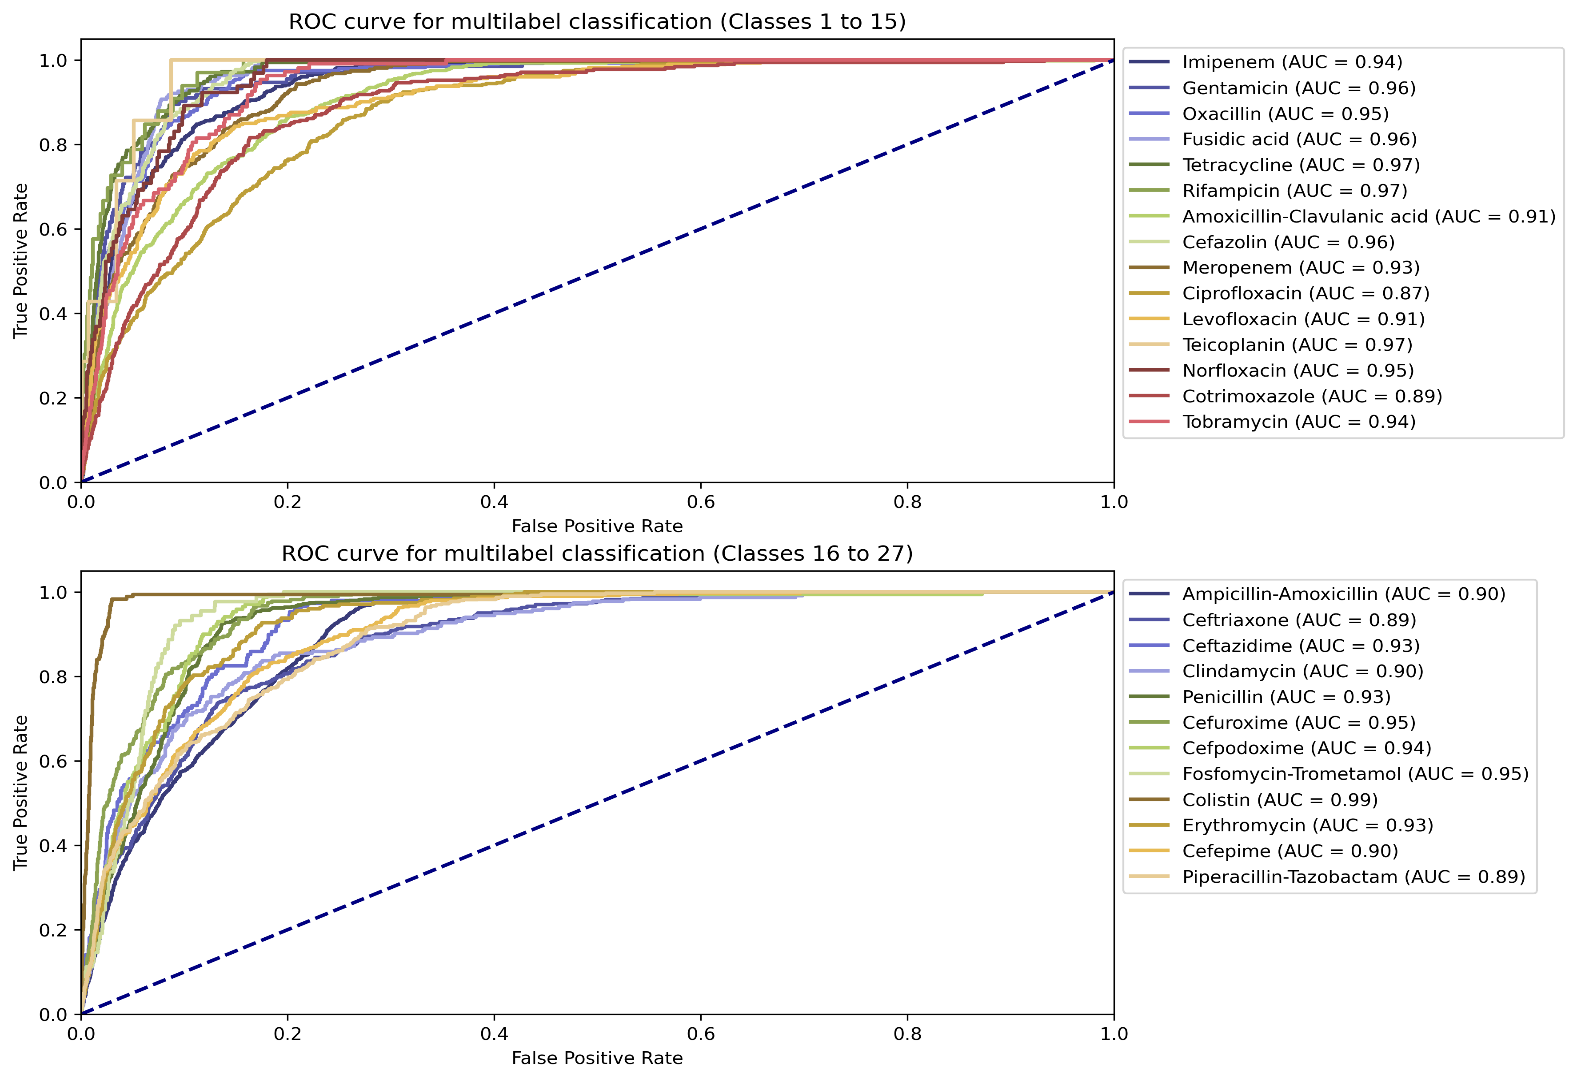 ROC curve for multilabel classification (Classes 1 to 15)
True Positive Rate
1.0
0.8
0.6
0.4
0.2
0.0
0.0 0.2 0.4 0.6 0.8 1.0
False Positive Rate
Imipenem (AUC = 0.94)
Gentamicin (AUC = 0.96)
Oxacillin (AUC = 0.95)
Fusidic acid (AUC = 0.96)
Tetracycline (AUC = 0.97)
Rifampicin (AUC = 0.97)
Amoxicillin-Clavulanic acid (AUC = 0.91)
Cefazolin (AUC = 0.96)
Meropenem (AUC = 0.93)
Ciprofloxacin (AUC = 0.87)
Levofloxacin (AUC = 0.91)
Teicoplanin (AUC = 0.97)
Norfloxacin (AUC = 0.95)
Cotrimoxazole (AUC = 0.89)
Tobramycin (AUC = 0.94)
ROC curve for multilabel classification (Classes 16 to 27)
True Positive Rate
1.0
0.8
0.6
0.4
0.2
0.0
0.0 0.2 0.4 0.6 0.8 1.0
False Positive Rate
Ampicillin-Amoxicillin (AUC = 0.90)
Ceftriaxone (AUC = 0.89)
Ceftazidime (AUC = 0.93)
Clindamycin (AUC = 0.90)
Penicillin (AUC = 0.93)
Cefuroxime (AUC = 0.95)
Cefpodoxime (AUC = 0.94)
Fosfomycin-Trometamol (AUC = 0.95)
Colistin (AUC = 0.99)
Erythromycin (AUC = 0.93)
Cefepime (AUC = 0.90)
Piperacillin-Tazobactam (AUC = 0.89)